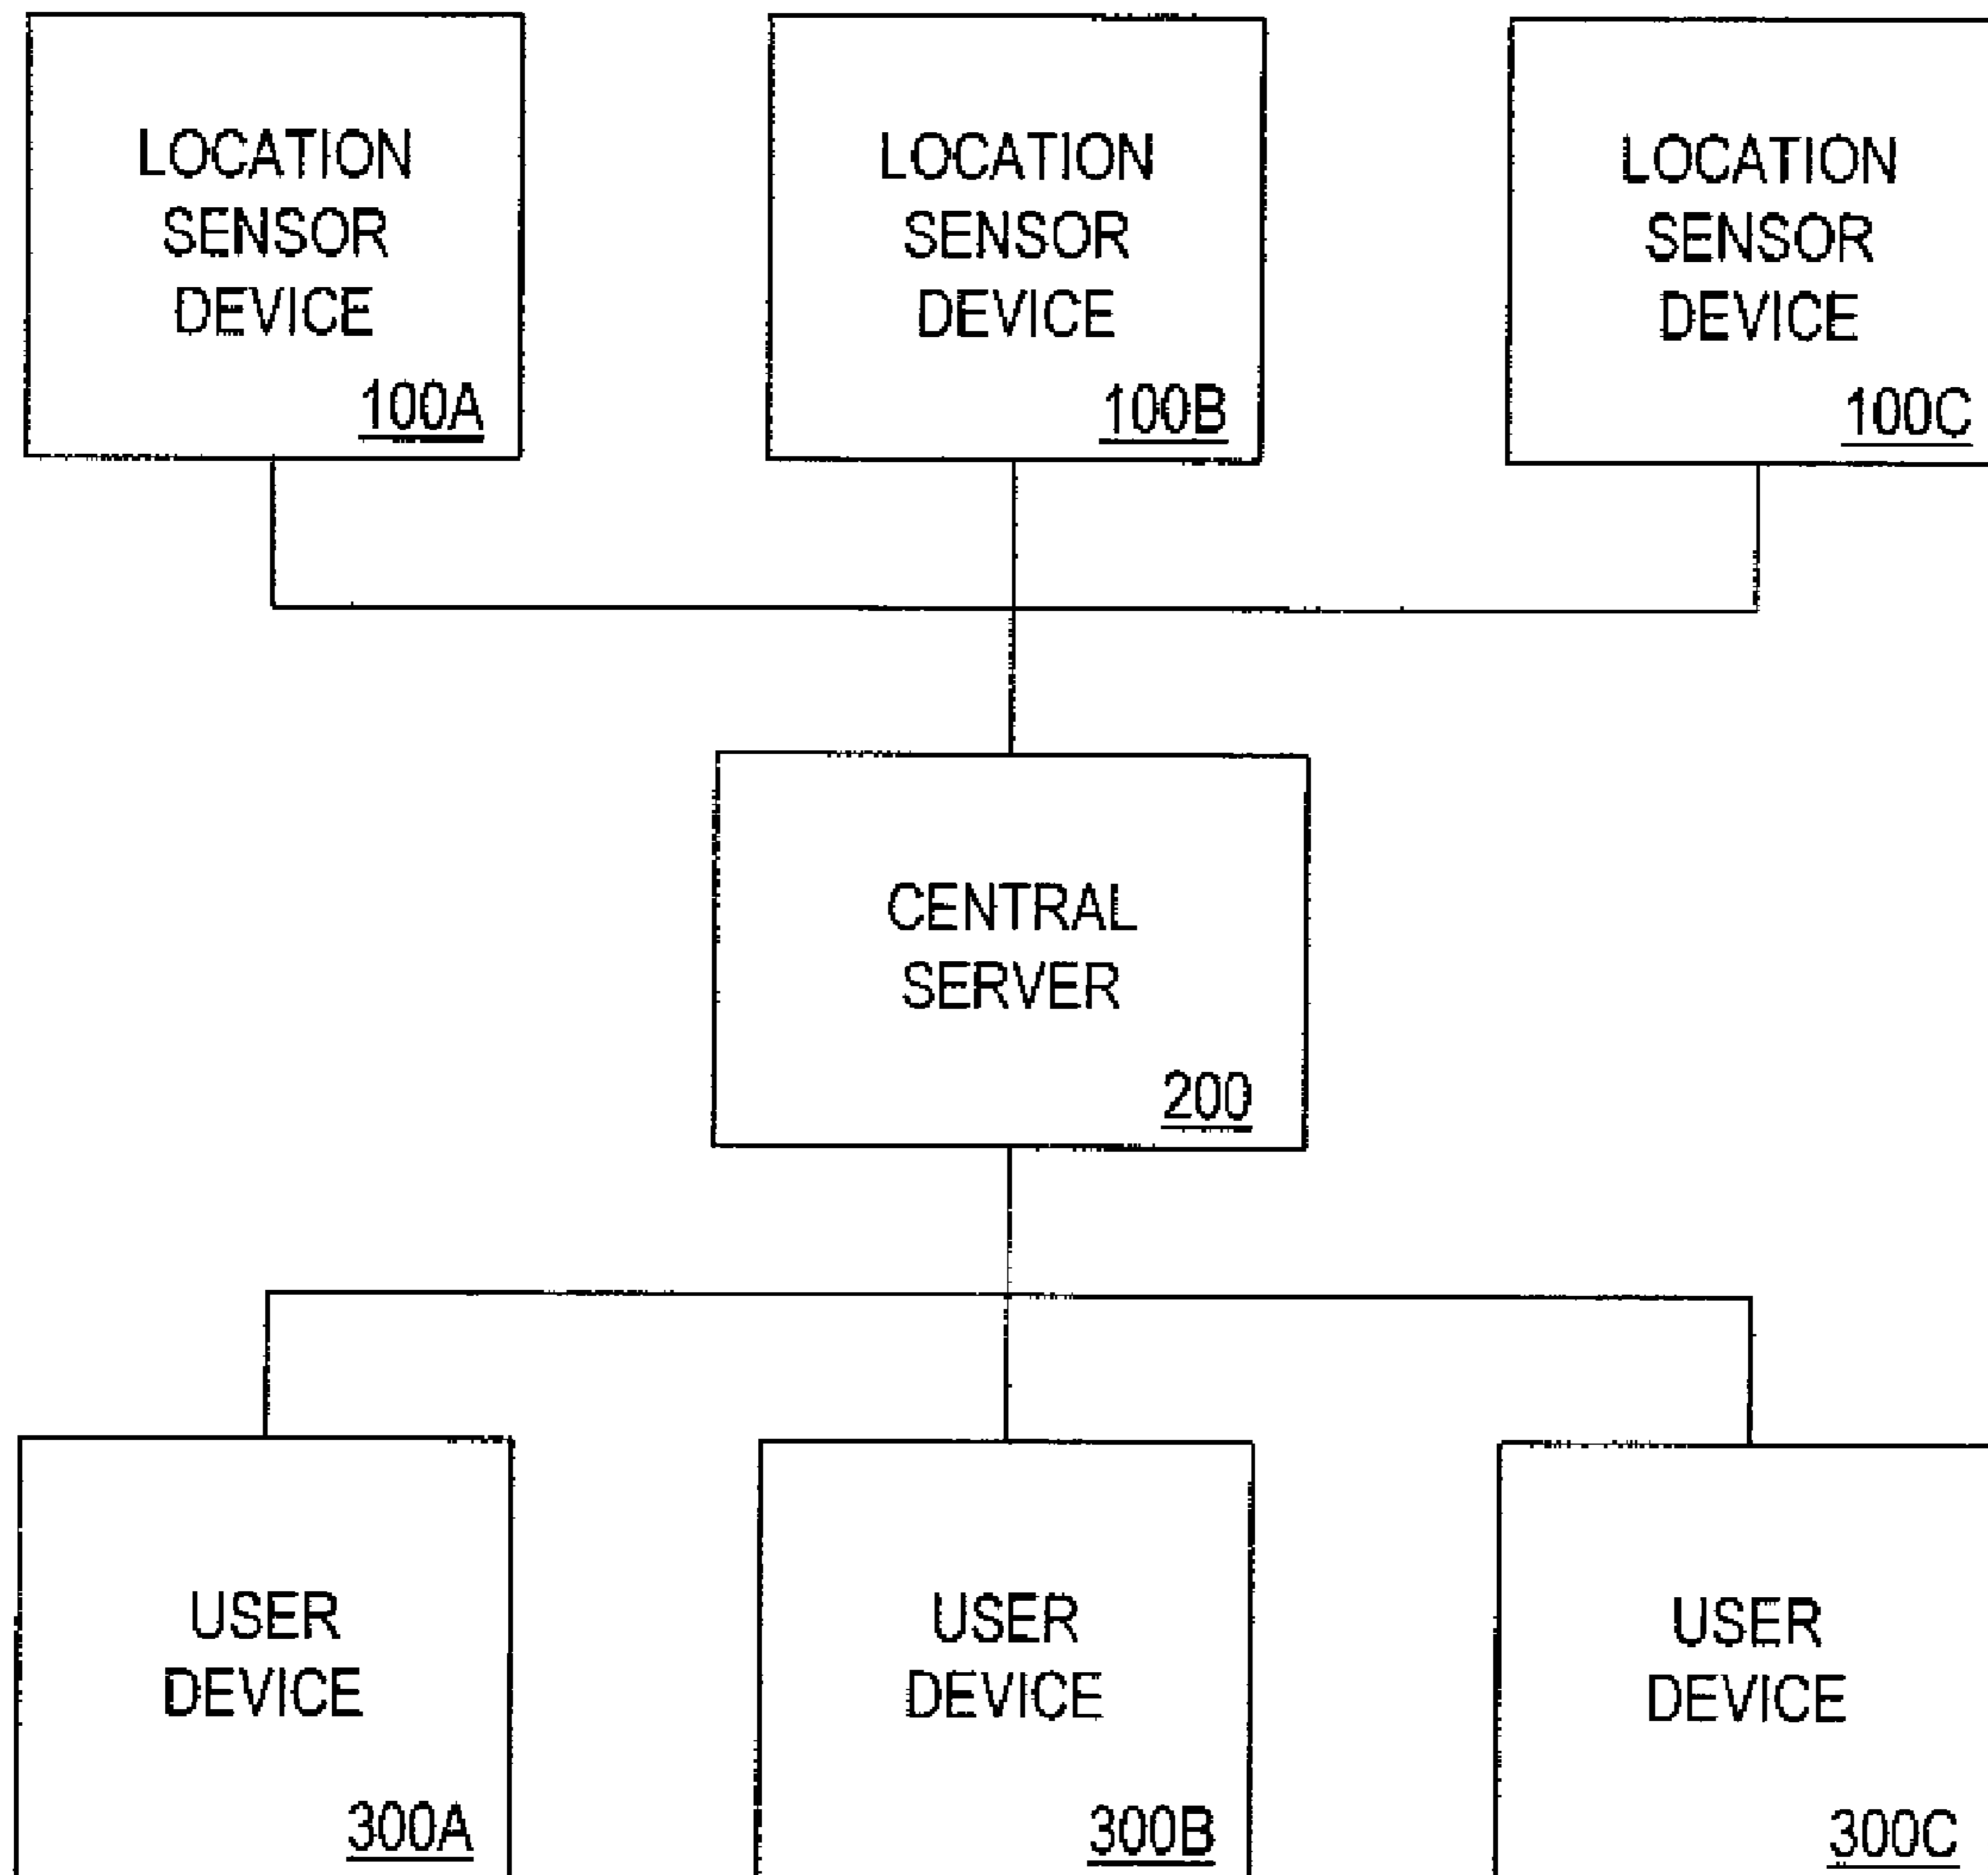 LOCATION
SENSOR
DEVICE
100A
LOCATION
SENSOR
DEVICE
100B
LOCATION
SENSOR
DEVICE
100C
CENTRAL
SERVER
200
USER
DEVICE
300A
USER
DEVICE
300B
USER
DEVICE
300C